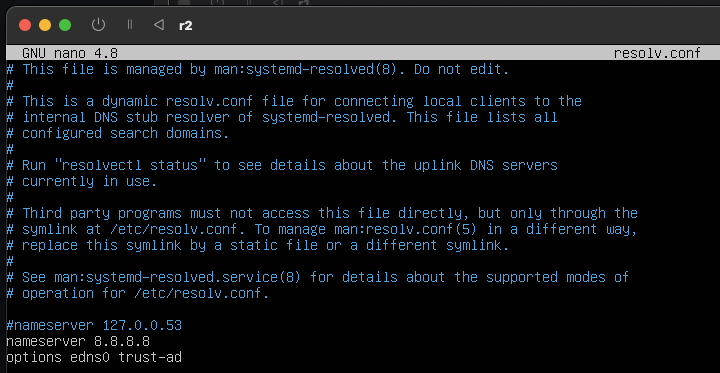 r2
GNU nano 4.8 resolv.conf
# This file is managed by man:systemd-resolved(8). Do not edit.
#
# This is a dynamic resolv.conf file for connecting local clients to the
# internal DNS stub resolver of systemd-resolved. This file lists all
# configured search domains.
#
# Run "resolvectl status" to see details about the uplink DNS servers
# currently in use.
#
# Third party programs must not access this file directly, but only through the
# symlink at /etc/resolv.conf. To manage man:resolv.conf(5) in a different way,
# replace this symlink by a static file or a different symlink.
#
# See man:systemd-resolved.service(8) for details about the supported modes of
# operation for /etc/resolv.conf.
#nameserver 127.0.0.53
nameserver 8.8.8.8
options edns0 trust-ad